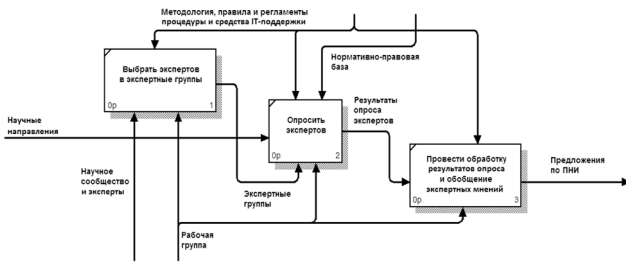 Методология, правила и регламенты
процедуры и средства IT-поддержки
Нормативно-правовая
база
Выбрать экспертов
в экспертные группы
0р. 1
Результаты
опроса
экспертов
Научные
направления
Опросить
экспертов
0р. 2
Провести обработку
результатов опроса
и обобщение
экспертных мнений
0р. 3
Предложения
по ПНИ
Научное
сообщество
и эксперты
Экспертные
группы
Рабочая
группа